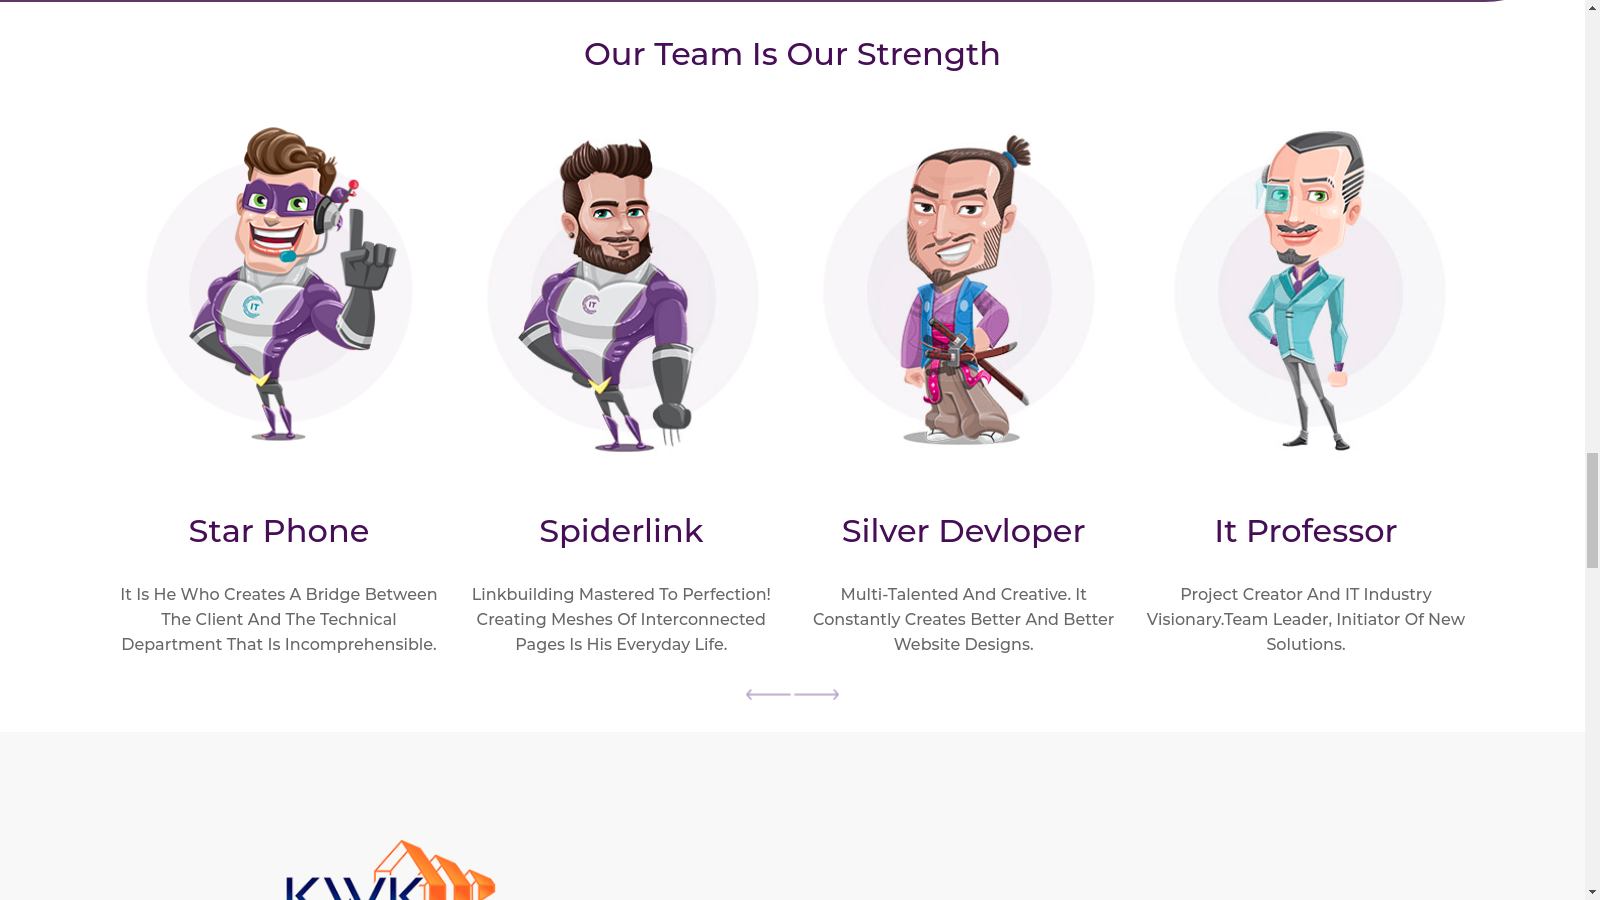 Our Team Is Our Strength
IT
IT
Star Phone
It Is He Who Creates A Bridge Between
The Client And The Technical
Department That Is Incomprehensible.
Spiderlink
Linkbuilding Mastered To Perfection!
Creating Meshes Of Interconnected
Pages Is His Everyday Life.
Silver Devloper
Multi-Talented And Creative. It
Constantly Creates Better And Better
Website Designs.
It Professor
Project Creator And IT Industry
Visionary.Team Leader, Initiator Of New
Solutions.
KWK